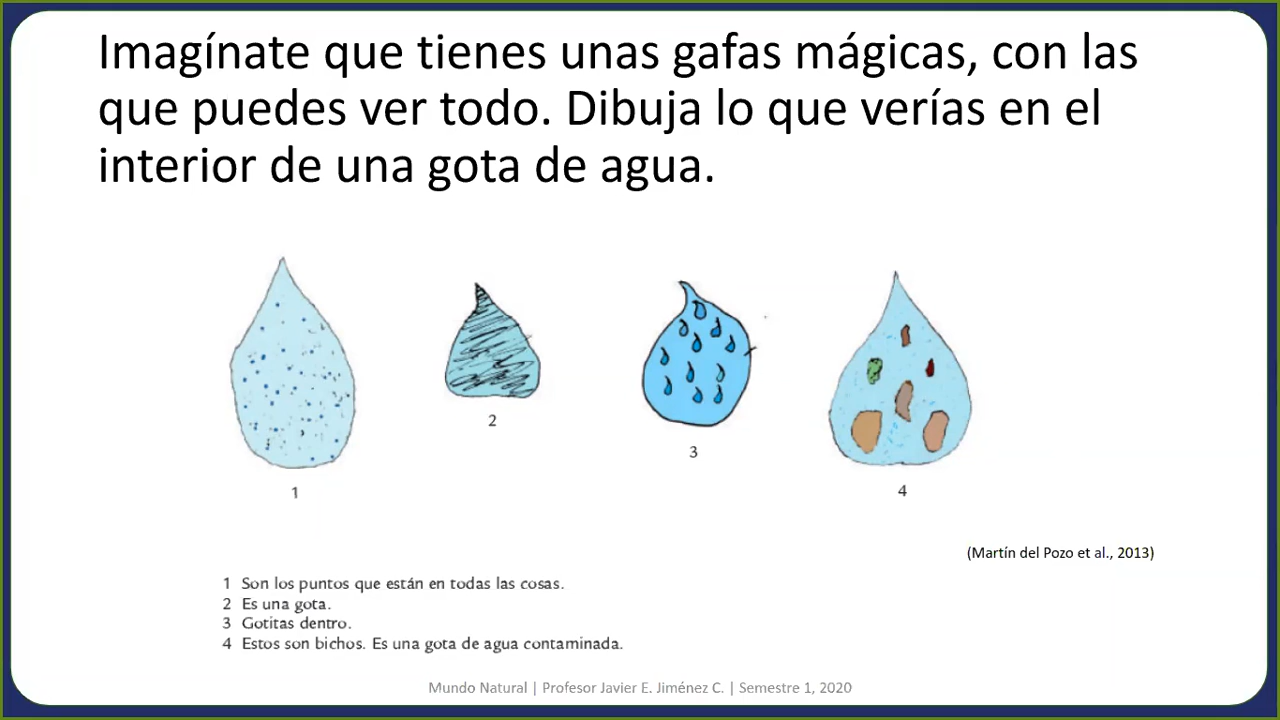 Imagínate que tienes unas gafas mágicas, con las
que puedes ver todo. Dibuja lo que verías en el
interior de una gota de agua.
1
2
3
4
(Martín del Pozo et al., 2013)
1 Son los puntos que están en todas las cosas.
2 Es una gota.
3 Gotitas dentro.
4 Estos son bichos. Es una gota de agua contaminada.
Mundo Natural | Profesor Javier E. Jiménez C. | Semestre 1, 2020